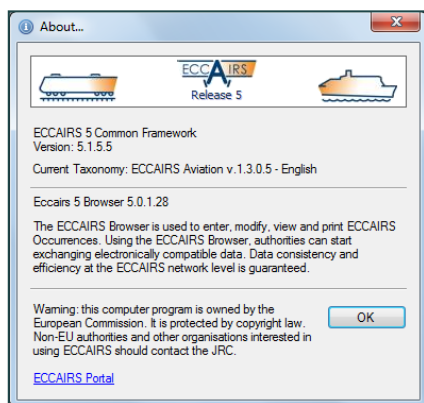 About...
ECCAIRS
Release 5
ECCAIRS 5 Common Framework
Version: 5.1.5.5
Current Taxonomy: ECCAIRS Aviation v.1.3.0.5 - English
Eccairs 5 Browser 5.0.1.28
The ECCAIRS Browser is used to enter, modify, view and print ECCAIRS
Occurrences. Using the ECCAIRS Browser, authorities can start
exchanging electronically compatible data. Data consistency and
efficiency at the ECCAIRS network level is guaranteed.
Warning: this computer program is owned by the
European Commission. It is protected by copyright law.
Non-EU authorities and other organisations interested in
using ECCAIRS should contact the JRC.
OK
ECCAIRS Portal